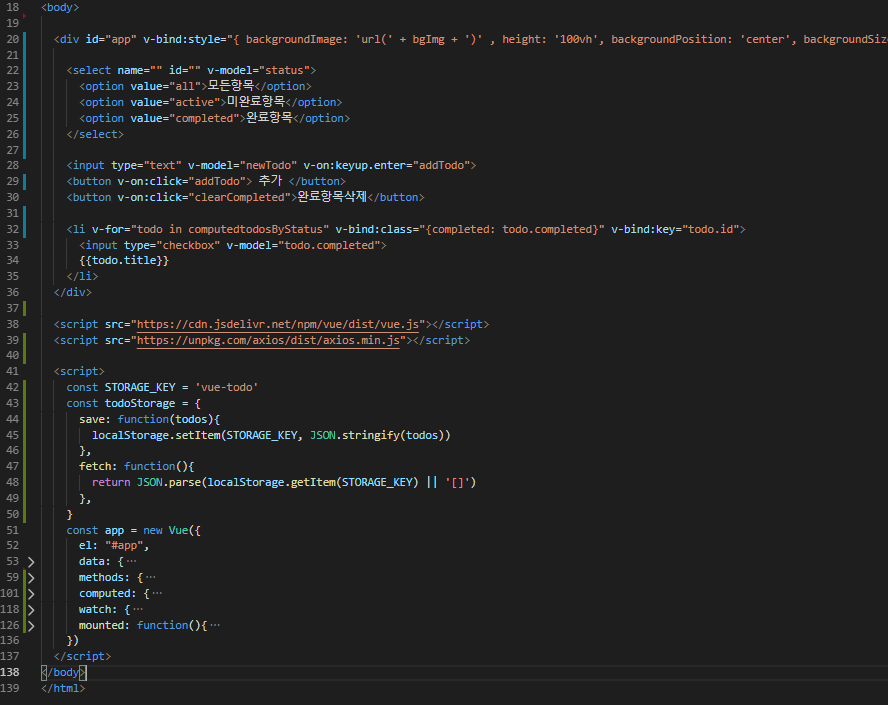 18 <body>
19
20 <div id="app" v-bind:style="{ backgroundImage: 'url(' + bgImg + ')' , height: '100vh', backgroundPosition: 'center', backgroundSiz
21
22 <select name="" id="" v-model="status">
23 <option value="all">모든항목</option>
24 <option value="active">미완료항목</option>
25 <option value="completed">완료항목</option>
26 </select>
27
28 <input type="text" v-model="newTodo" v-on:keyup.enter="addTodo">
29 <button v-on:click="addTodo"> 추가 </button>
30 <button v-on:click="clearCompleted">완료항목삭제</button>
31
32 <li v-for="todo in computedtodosByStatus" v-bind:class="{completed: todo.completed}" v-bind:key="todo.id">
33 <input type="checkbox" v-model="todo.completed">
34 {{todo.title}}
35 </li>
36 </div>
37
38 <script src="https://cdn.jsdelivr.net/npm/vue/dist/vue.js"></script>
39 <script src="https://unpkg.com/axios/dist/axios.min.js"></script>
40
41 <script>
42 const STORAGE_KEY = 'vue-todo'
43 const todoStorage = {
44 save: function(todos){
45 localStorage.setItem(STORAGE_KEY, JSON.stringify(todos))
46 },
47 fetch: function(){
48 return JSON.parse(localStorage.getItem(STORAGE_KEY) || '[]')
49 },
50 }
51 const app = new Vue({
52 el: "#app",
53 data: {…
59 methods: {…
101 computed: {…
118 watch: {…
126 mounted: function(){…
136 })
137 </script>
138 </body>
139 </html>